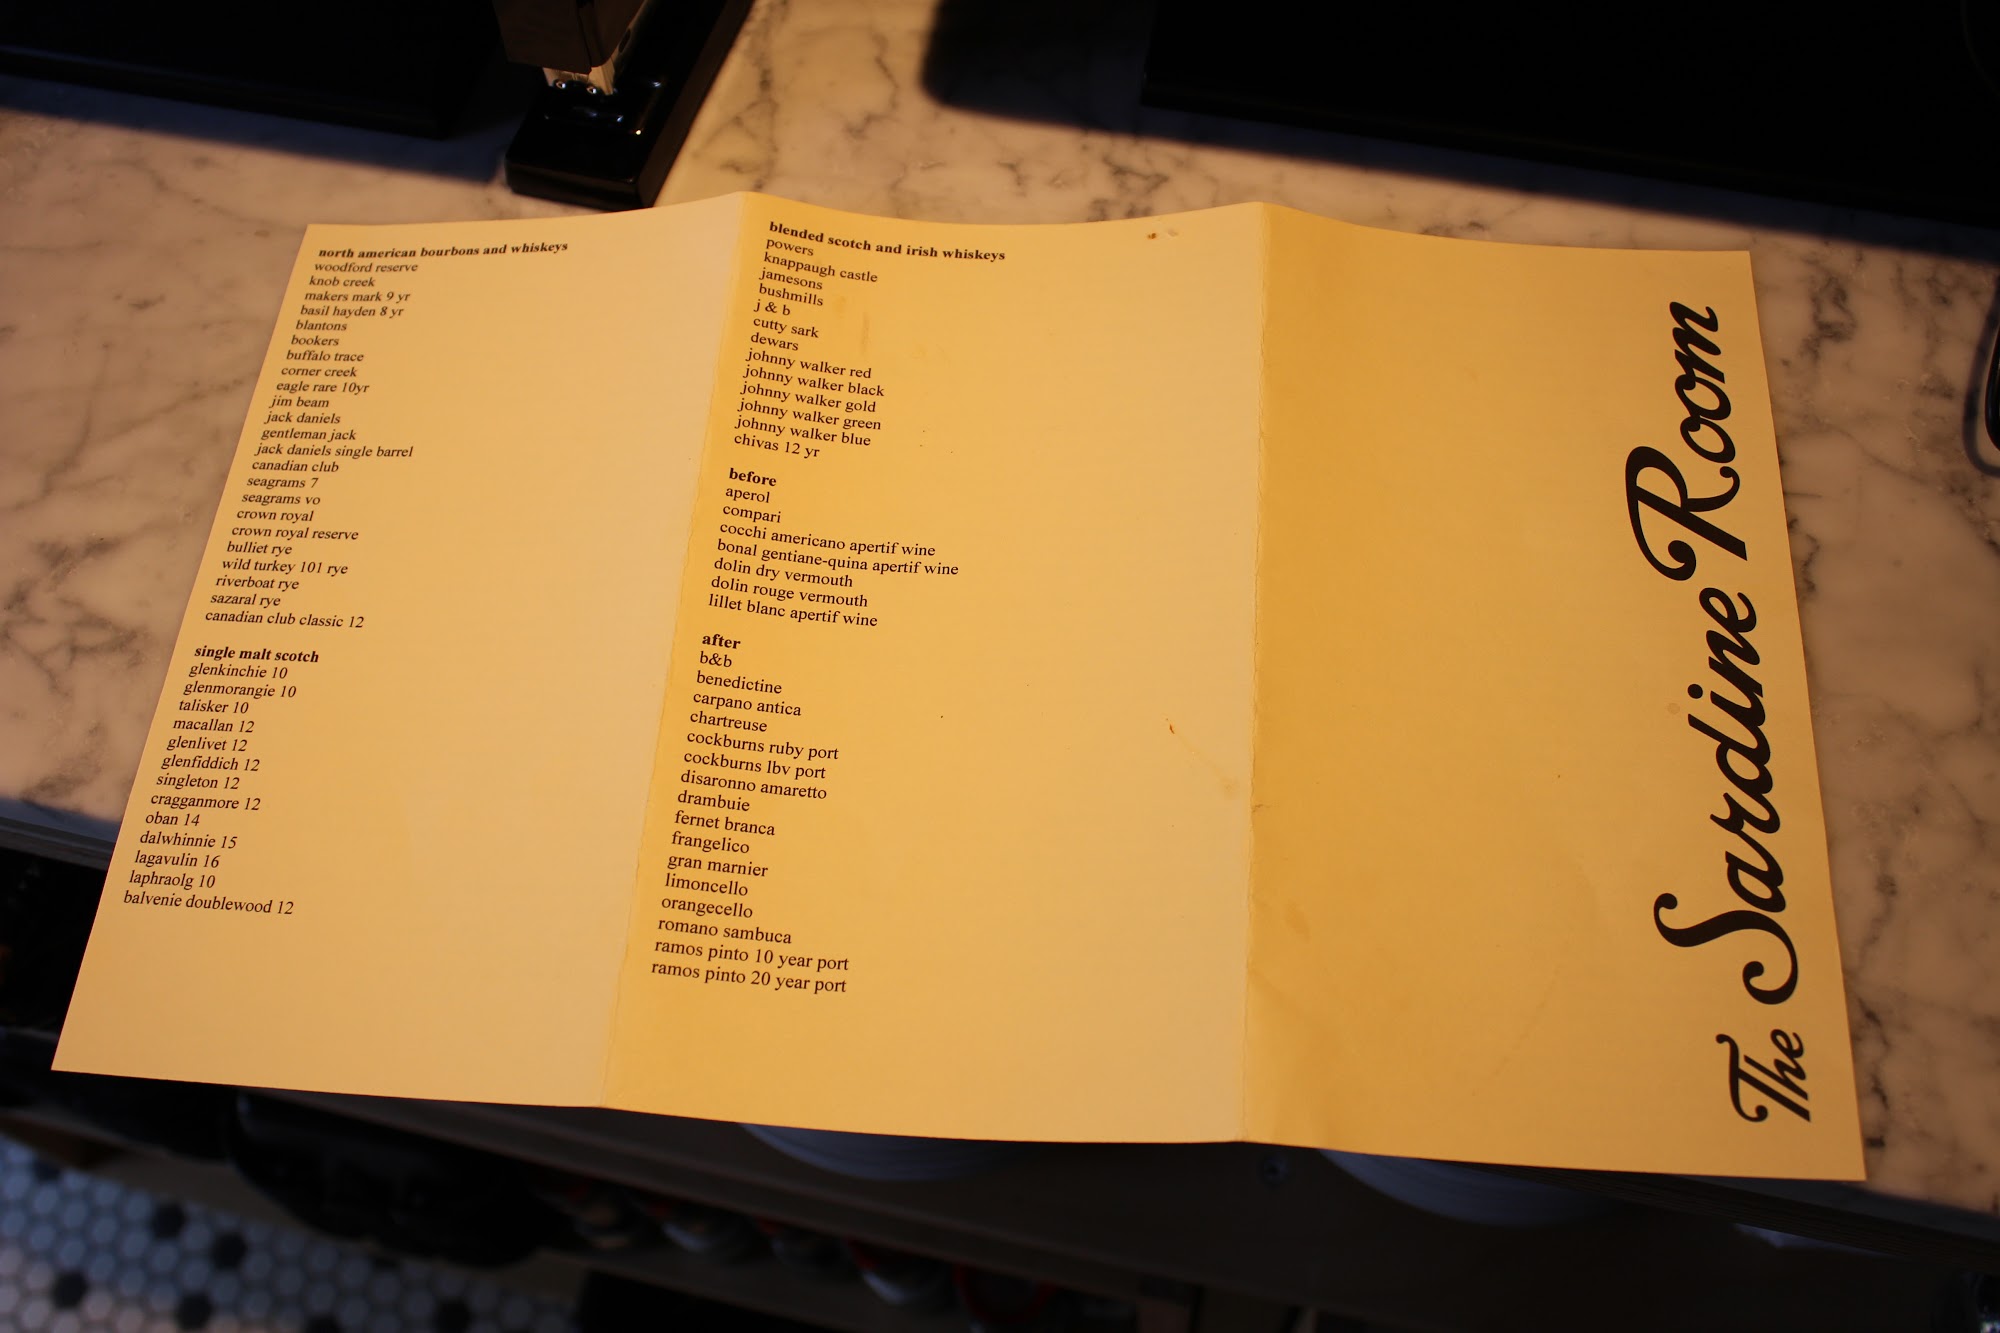 north american bourbons and whiskeys
woodford reserve
knob creek
makers mark 9 yr
basil hayden 8 yr
blantons
bookers
buffalo trace
corner creek
eagle rare 10yr
jim beam
jack daniels
gentleman jack
jack daniels single barrel
canadian club
seagrams 7
seagrams vo
crown royal
crown royal reserve
bulliet rye
wild turkey 101 rye
riverboat rye
sazaral rye
canadian club classic 12
single malt scotch
glenkinchie 10
glenmorangie 10
talisker 10
macallan 12
glenlivet 12
glenfiddich 12
singleton 12
cragganmore 12
oban 14
dalwhinnie 15
lagavulin 16
laphraolg 10
balvenie doublewood 12
blended scotch and irish whiskeys
powers
knappaugh castle
jamesons
bushmills
j & b
cutty sark
dewars
johnny walker red
johnny walker black
johnny walker gold
johnny walker green
johnny walker blue
chivas 12 yr
before
aperol
compari
cocchi americano apertif wine
bonal gentiane-quina apertif wine
dolin dry vermouth
dolin rouge vermouth
lillet blanc apertif wine
after
b&b
benedictine
carpano antica
chartreuse
cockburns ruby port
cockburns lbv port
disaronno amaretto
drambuie
fernet branca
frangelico
gran marnier
limoncello
orangecello
romano sambuca
ramos pinto 10 year port
ramos pinto 20 year port
The Sardine Room